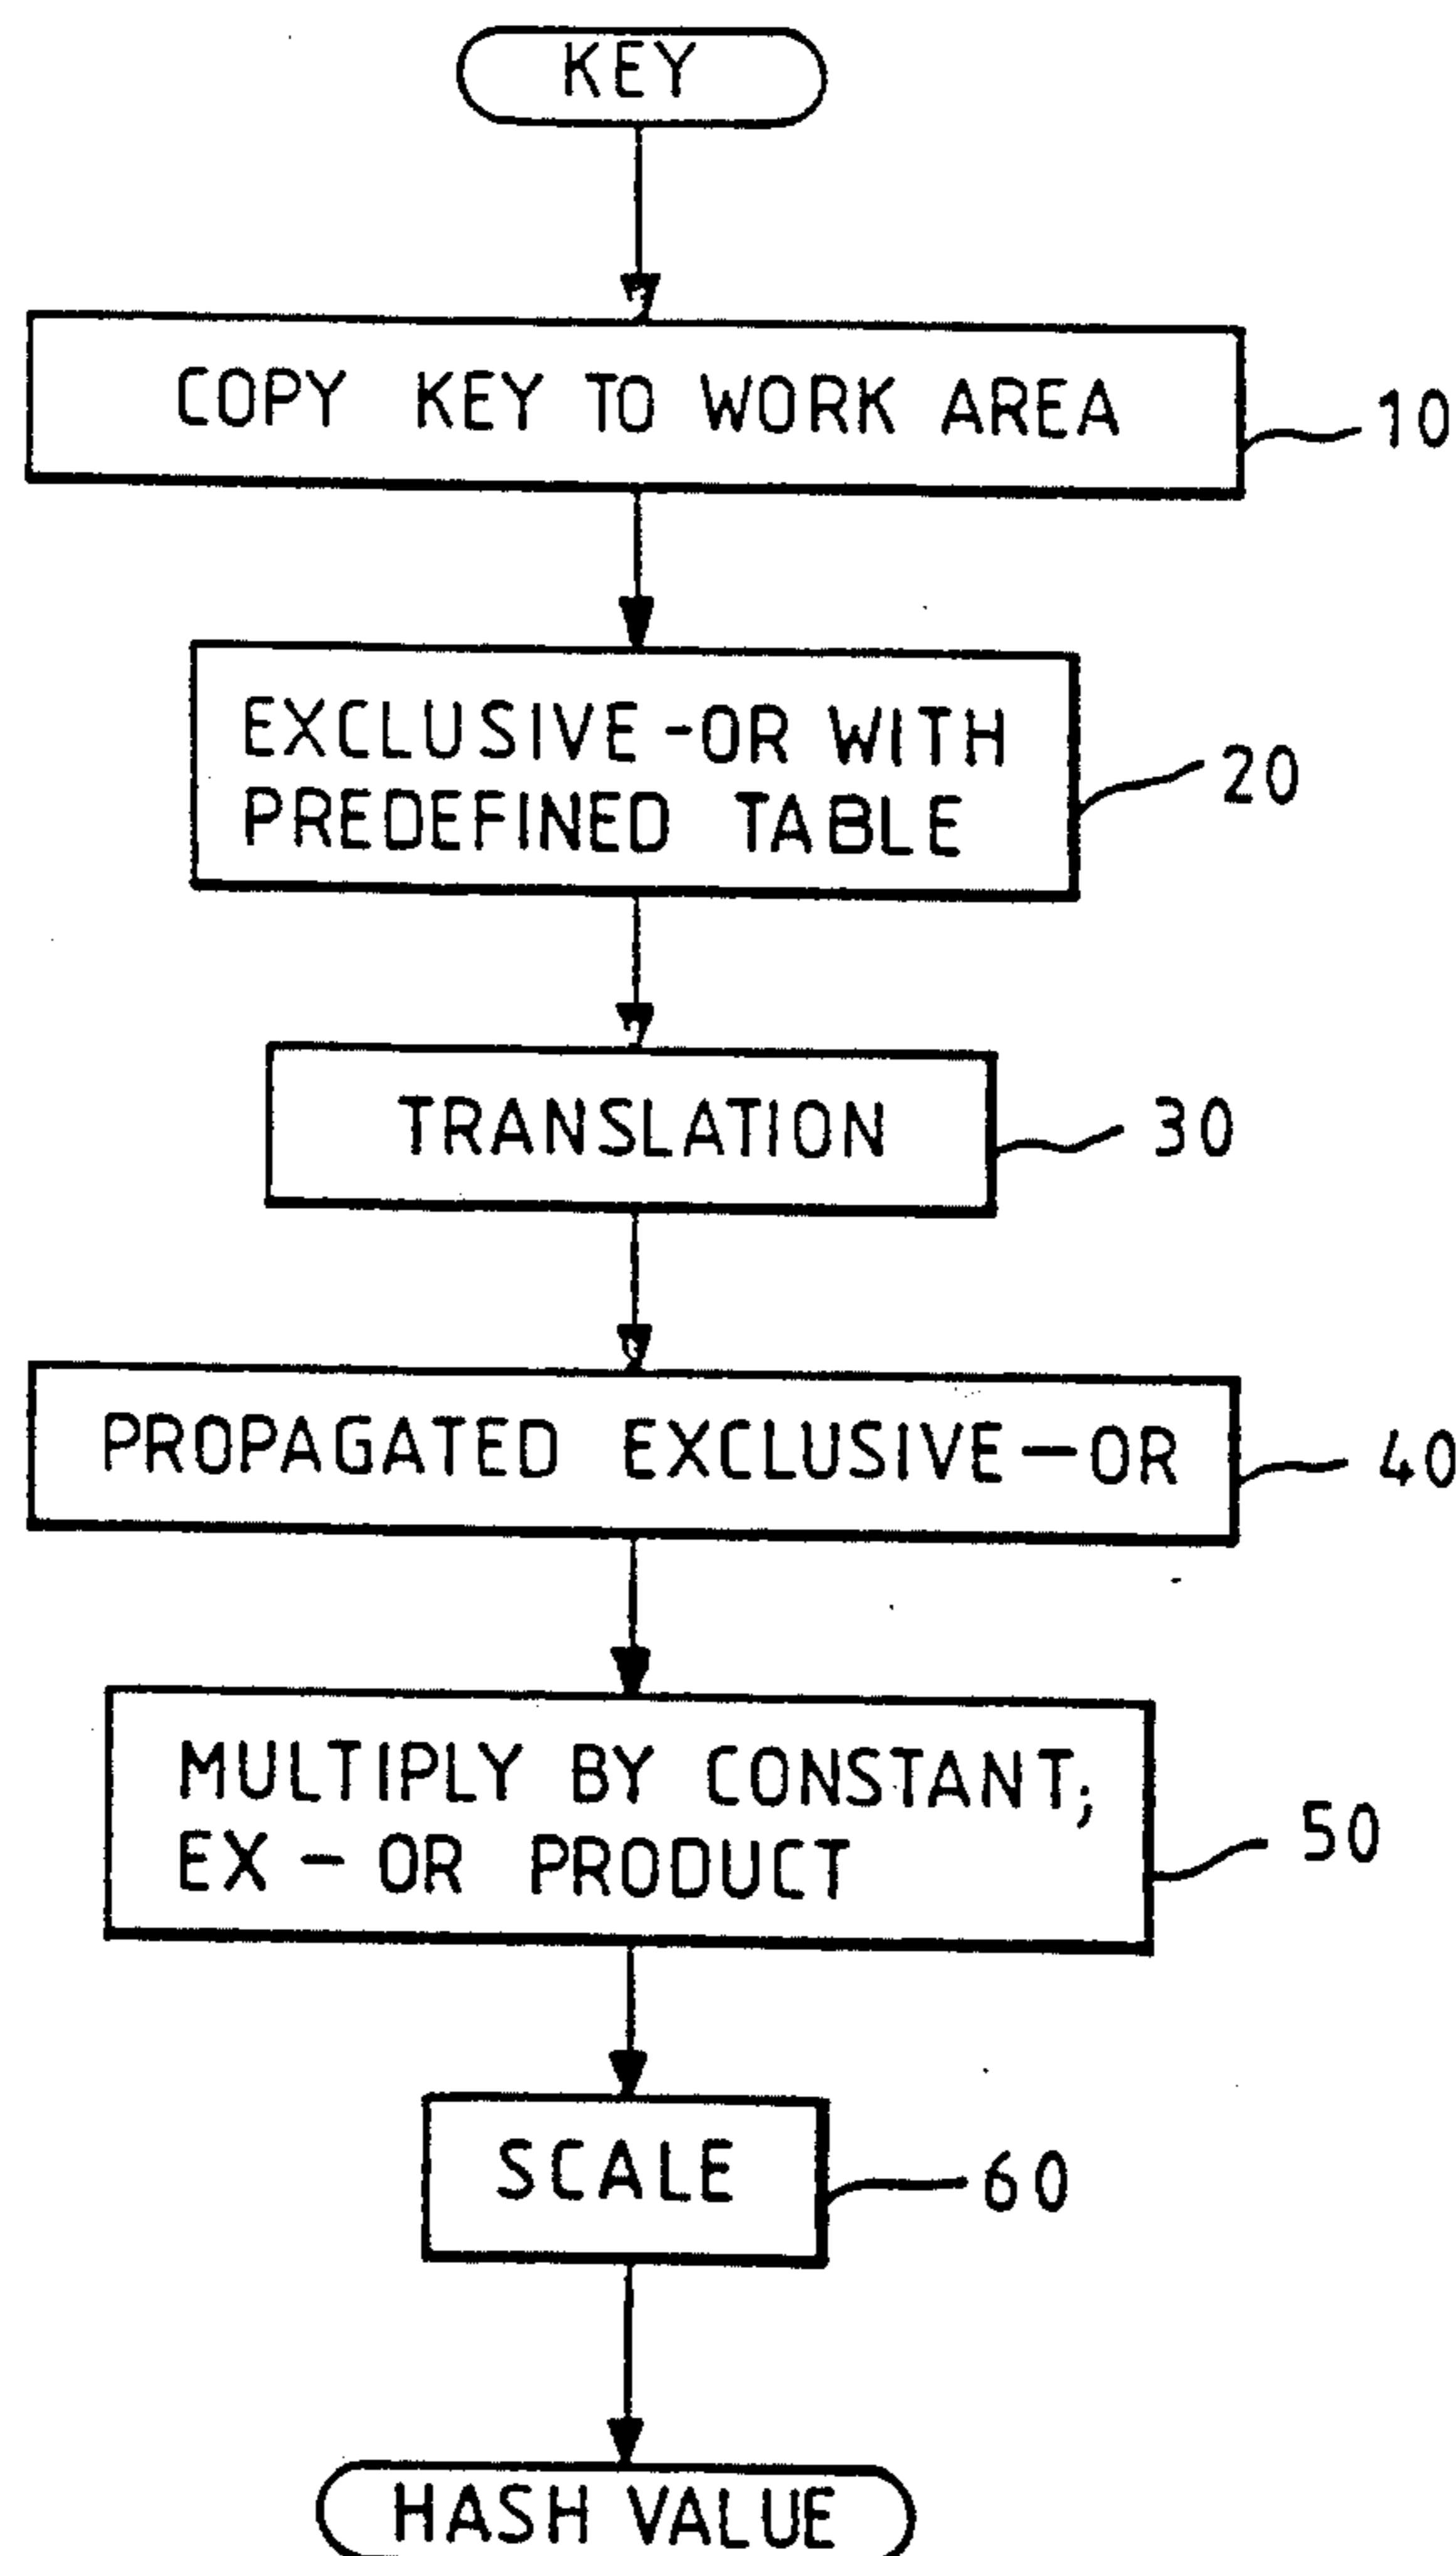 KEY
COPY KEY TO WORK AREA
10
EXCLUSIVE-OR WITH
PREDEFINED TABLE
20
TRANSLATION
30
PROPAGATED EXCLUSIVE-OR
40
MULTIPLY BY CONSTANT;
EX-OR PRODUCT
50
SCALE
60
HASH VALUE